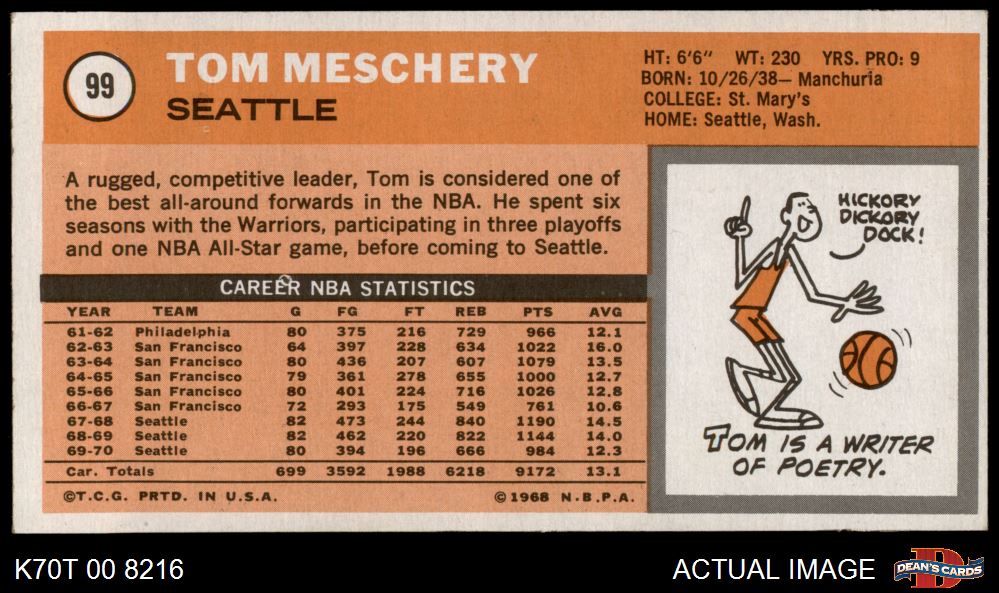 99
TOM MESCHERY
SEATTLE
HT: 6'6" WT: 230 YRS. PRO: 9
BORN: 10/26/38— Manchuria
COLLEGE: St. Mary's
HOME: Seattle, Wash.
A rugged, competitive leader, Tom is considered one of
the best all-around forwards in the NBA. He spent six
seasons with the Warriors, participating in three playoffs
and one NBA All-Star game, before coming to Seattle.
CAREER NBA STATISTICS
YEAR TEAM G FG FT REB PTS AVG
61-62 Philadelphia 80 375 216 729 966 12.1
62-63 San Francisco 64 397 228 634 1022 16.0
63-64 San Francisco 80 436 207 607 1079 13.5
64-65 San Francisco 79 361 278 655 1000 12.7
65-66 San Francisco 80 401 224 716 1026 12.8
66-67 San Francisco 72 293 175 549 761 10.6
67-68 Seattle 82 473 244 840 1190 14.5
68-69 Seattle 82 462 220 822 1144 14.0
69-70 Seattle 80 394 196 666 984 12.3
Car. Totals 699 3592 1988 6218 9172 13.1
©T.C.G. PRTD. IN U.S.A. ©1968 N.B.P.A.
HICKORY
DICKORY
DOCK!
TOM IS A WRITER
OF POETRY.
K70T 00 8216
ACTUAL IMAGE
D
DEAN'S CARDS